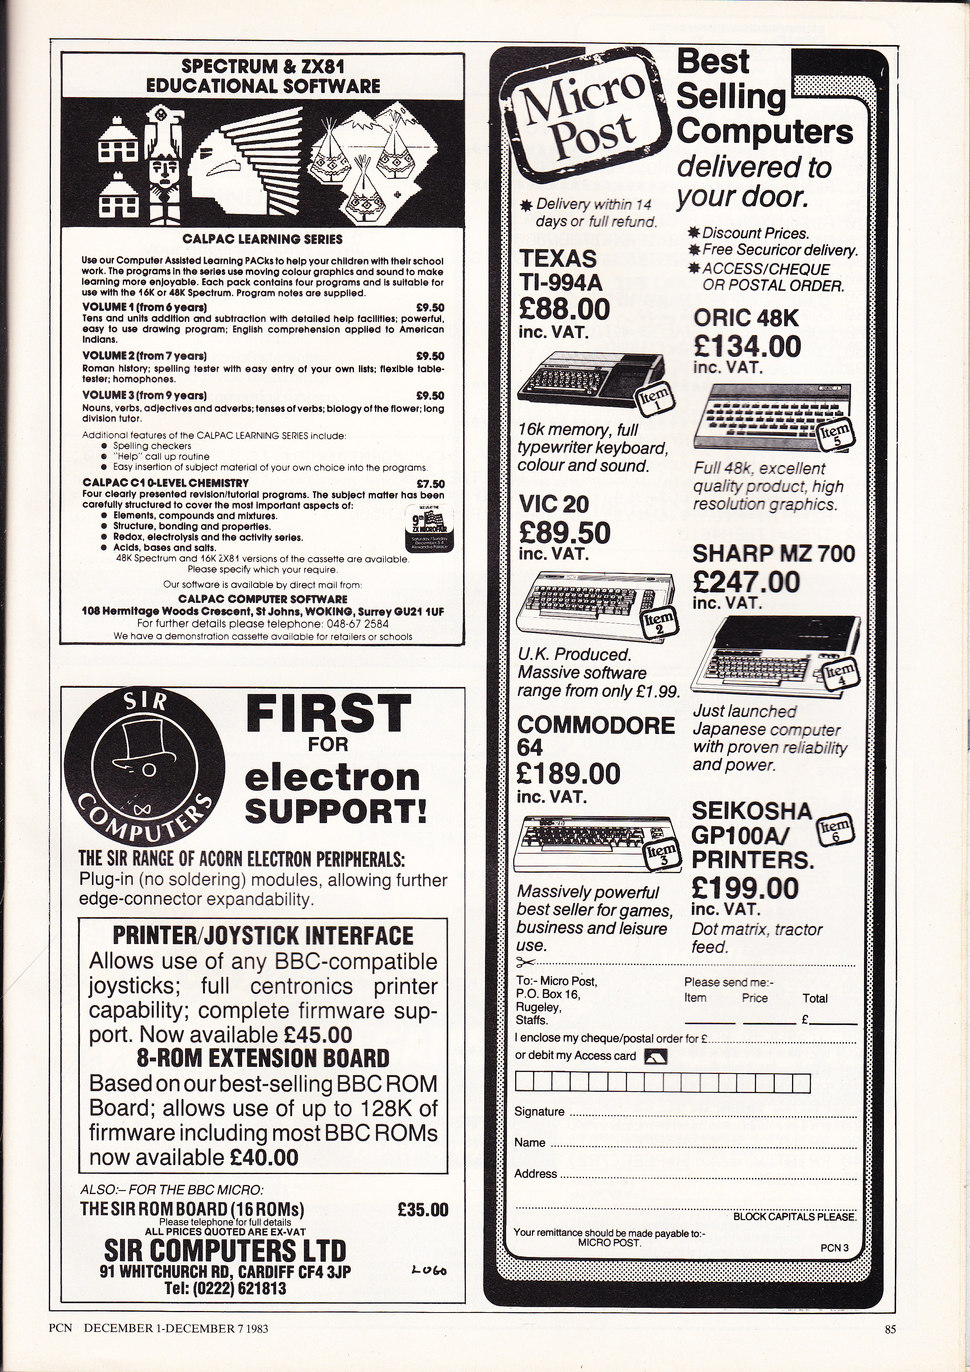 SPECTRUM & ZX81
EDUCATIONAL SOFTWARE
CALPAC LEARNING SERIES
Use our Computer Assisted Learning PACks to help your children with their school
work. The programs in the series use moving colour graphics and sound to make
learning more enjoyable. Each pack contains four programs and is suitable for
use with the 16K or 48K Spectrum. Program notes are supplied.
VOLUME 1 (from 6 years) £9.50
Tens and units addition and subtraction with detailed help facilities; powerful,
easy to use drawing program; English comprehension applied to American
Indians.
VOLUME 2 (from 7 years) £9.50
Roman history; spelling tester with easy entry of your own lists; flexible table-
tester; homophones.
VOLUME 3 (from 9 years) £9.50
Nouns, verbs, adjectives and adverbs; tenses of verbs; biology of the flower; long
division tutor.
Additional features of the CALPAC LEARNING SERIES include:
● Spelling checkers
● "Help" call up routine
● Easy insertion of subject material of your own choice into the programs.
CALPAC C1 0-LEVEL CHEMISTRY £7.50
Four clearly presented revision/tutorial programs. The subject matter has been
carefully structured to cover the most important aspects of:
● Elements, compounds and mixtures.
● Structure, bonding and properties.
● Redox, electrolysis and the activity series.
● Acids, bases and salts.
SEE US AT THE
9th
ZX MICROFAIR
Saturday/Sunday
December 3-4
Alexandra Palace
48K Spectrum and 16K ZX81 versions of the cassette are available.
Please specify which your require.
Our software is available by direct mail from:
CALPAC COMPUTER SOFTWARE
108 Hermitage Woods Crescent, St Johns, WOKING, Surrey GU21 1UF
For further details please telephone: 048-67 2584
We have a demonstration cassette available for retailers or schools
SIR
COMPUTERS
FIRST
FOR
electron
SUPPORT!
THE SIR RANGE OF ACORN ELECTRON PERIPHERALS:
Plug-in (no soldering) modules, allowing further
edge-connector expandability.
PRINTER/JOYSTICK INTERFACE
Allows use of any BBC-compatible
joysticks; full centronics printer
capability; complete firmware sup-
port. Now available £45.00
8-ROM EXTENSION BOARD
Based on our best-selling BBC ROM
Board; allows use of up to 128K of
firmware including most BBC ROMs
now available £40.00
ALSO:– FOR THE BBC MICRO:
THE SIR ROM BOARD (16 ROMs) £35.00
Please telephone for full details
ALL PRICES QUOTED ARE EX-VAT
SIR COMPUTERS LTD
91 WHITCHURCH RD, CARDIFF CF4 3JP
Tel: (0222) 621813
LOGO
Micro
Post
Best
Selling
Computers
delivered to
your door.
✱ Delivery within 14
days or full refund.
✱ Discount Prices.
✱ Free Securicor delivery.
✱ ACCESS/CHEQUE
OR POSTAL ORDER.
TEXAS
TI-994A
£88.00
inc. VAT.
Item
1
16k memory, full
typewriter keyboard,
colour and sound.
VIC 20
£89.50
inc. VAT.
Item
2
U.K. Produced.
Massive software
range from only £1.99.
COMMODORE
64
£189.00
inc. VAT.
Item
3
Massively powerful
best seller for games,
business and leisure
use.
ORIC 48K
£134.00
inc. VAT.
Item
5
Full 48k, excellent
quality product, high
resolution graphics.
SHARP MZ 700
£247.00
inc. VAT.
Item
4
Just launched
Japanese computer
with proven reliability
and power.
SEIKOSHA
GP100A/
PRINTERS.
Item
6
£199.00
inc. VAT.
Dot matrix, tractor
feed.
To:- Micro Post,
P.O. Box 16,
Rugeley,
Staffs.
Please send me:-
Item Price Total
£
I enclose my cheque/postal order for £
or debit my Access card
Signature
Name
Address
BLOCK CAPITALS PLEASE.
Your remittance should be made payable to:-
MICRO POST.
PCN 3
PCN DECEMBER 1-DECEMBER 7 1983
85